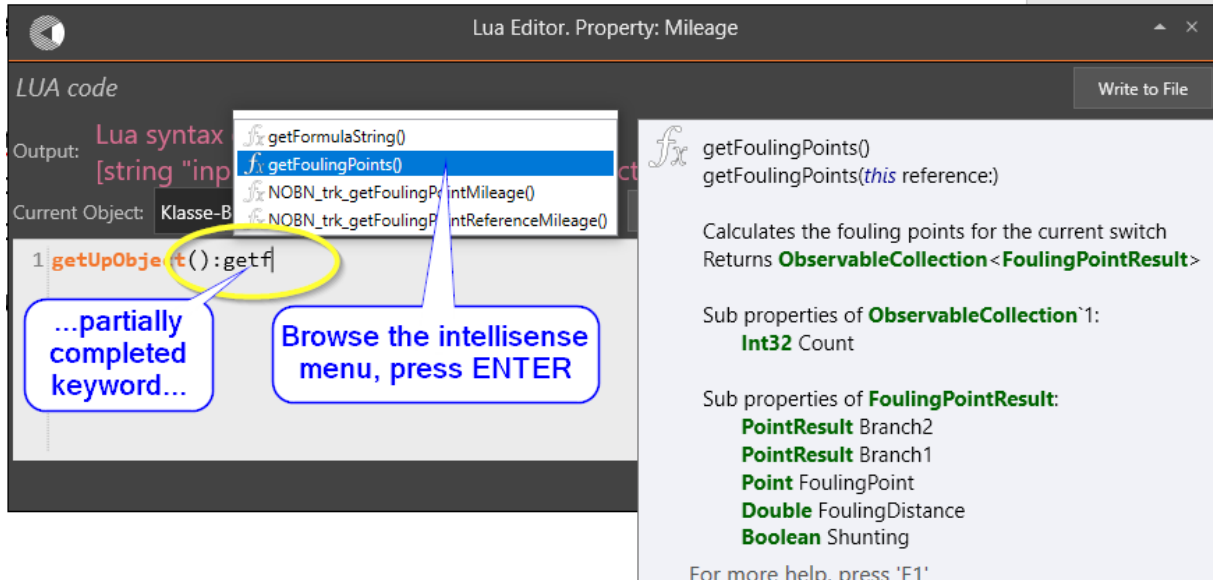 Lua Editor. Property: Mileage
LUA code
Write to File
Output:
Lua syntax
[string "inp
ct
Current Object: Klasse-B
getFormulaString()
getFoulingPoints()
NOBN_trk_getFoulingPointMileage()
NOBN_trk_getFoulingPointReferenceMileage()
1 getUpObject():getf
...partially
completed
keyword...
Browse the intellisense
menu, press ENTER
fx getFoulingPoints()
getFoulingPoints(this reference:)
Calculates the fouling points for the current switch
Returns ObservableCollection<FoulingPointResult>
Sub properties of ObservableCollection`1:
Int32 Count
Sub properties of FoulingPointResult:
PointResult Branch2
PointResult Branch1
Point FoulingPoint
Double FoulingDistance
Boolean Shunting
For more help, press 'F1'